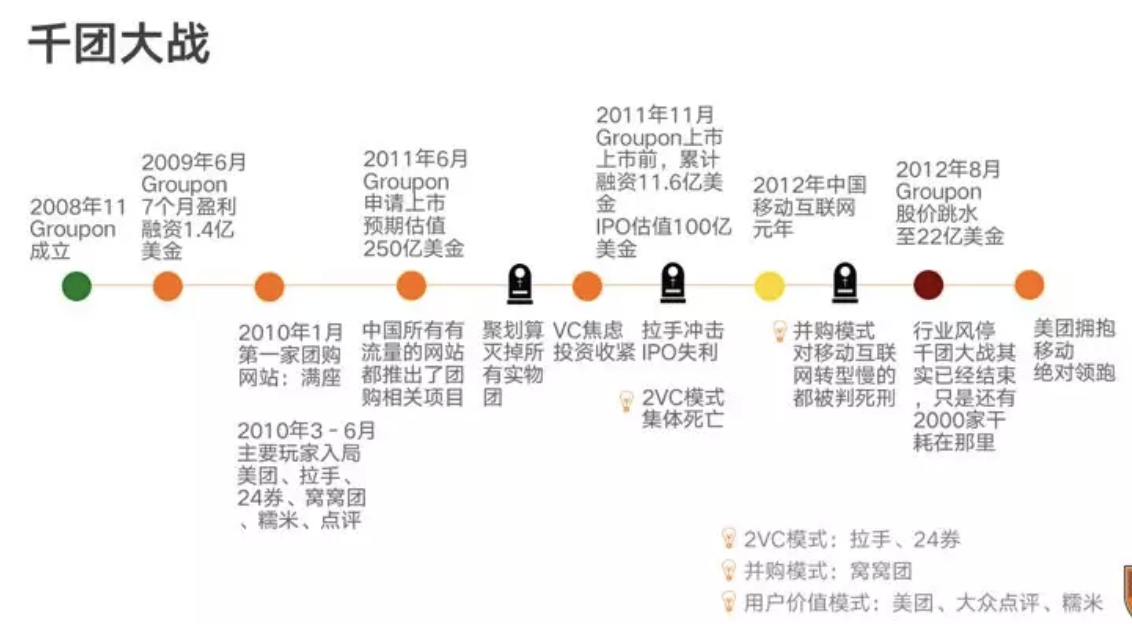 千团大战
2008年11
Groupon
成立
2009年6月
Groupon
7个月盈利
融资1.4亿
美金
2010年1月
第一家团购
网站：满座
2010年3－6月
主要玩家入局
美团、拉手、
24券、窝窝团
、糯米、点评
2011年6月
Groupon
申请上市
预期估值
250亿美金
中国所有有
流量的网站
都推出了团
购相关项目
聚划算
灭掉所
有实物
团
VC焦虑
投资收紧
2011年11月
Groupon上市
上市前，累计
融资11.6亿美
金
IPO估值100亿
美金
拉手冲击
IPO失利
2VC模式
集体死亡
2012年中国
移动互联网
元年
并购模式
对移动互联
网转型慢的
都被判死刑
2012年8月
Groupon
股价跳水
至22亿美金
行业风停
千团大战其
实已经结束
，只是还有
2000家干
耗在那里
美团拥抱
移动
绝对领跑
2VC模式：拉手、24券
并购模式：窝窝团
用户价值模式：美团、大众点评、糯米